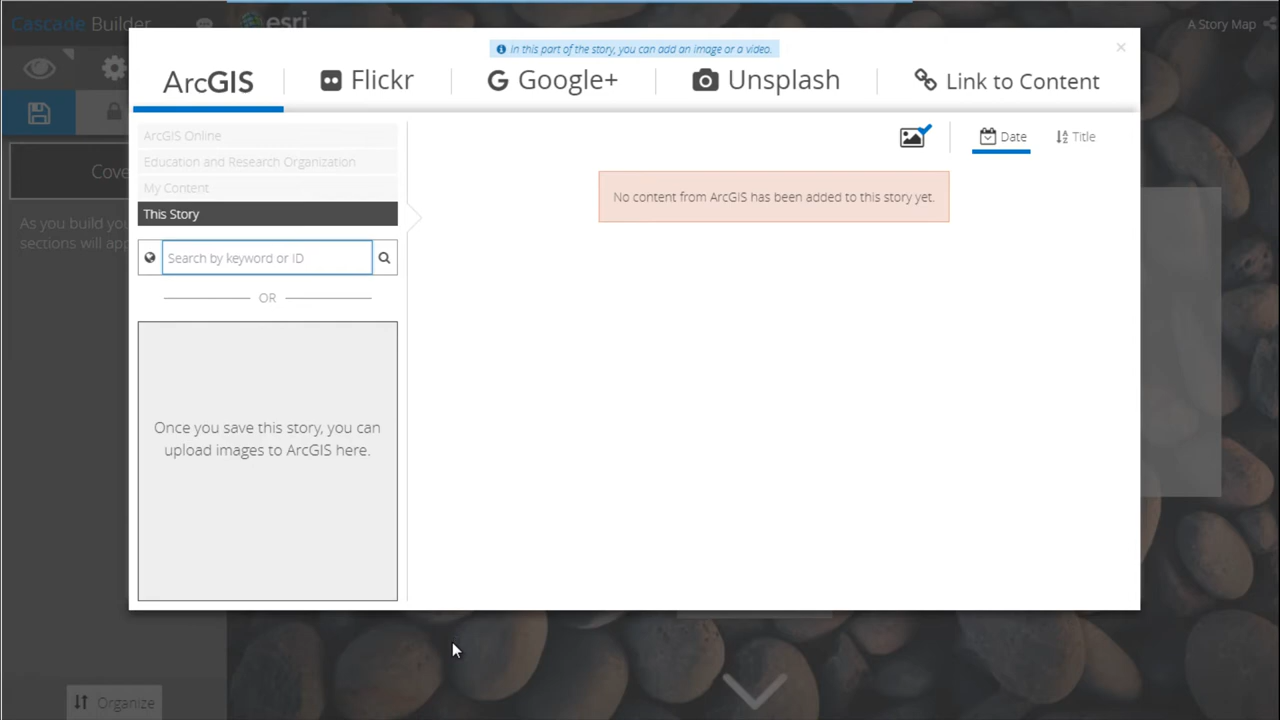 Cascade Builder
esri
A Story Map
In this part of the story, you can add an image or a video.
ArcGIS
Flickr
Google+
Unsplash
Link to Content
ArcGIS Online
Education and Research Organization
My Content
This Story
Date
Title
No content from ArcGIS has been added to this story yet.
Search by keyword or ID
OR
Once you save this story, you can
upload images to ArcGIS here.
Cove
As you build you
sections will app
Organize